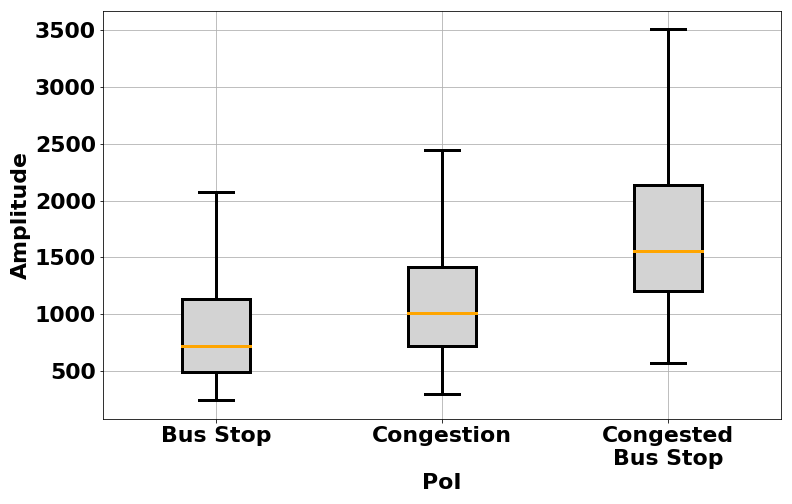 3500
3000
2500
2000
1500
1000
500
Amplitude
Bus Stop
Congestion
Congested
Bus Stop
PoI